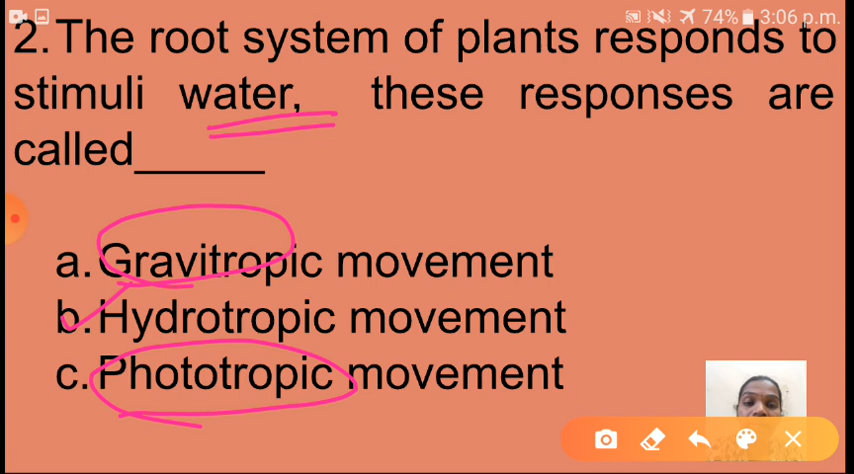 74% 3:06 p.m.
2. The root system of plants responds to
stimuli water, these responses are
called______
a. Gravitropic movement
b. Hydrotropic movement
c. Phototropic movement